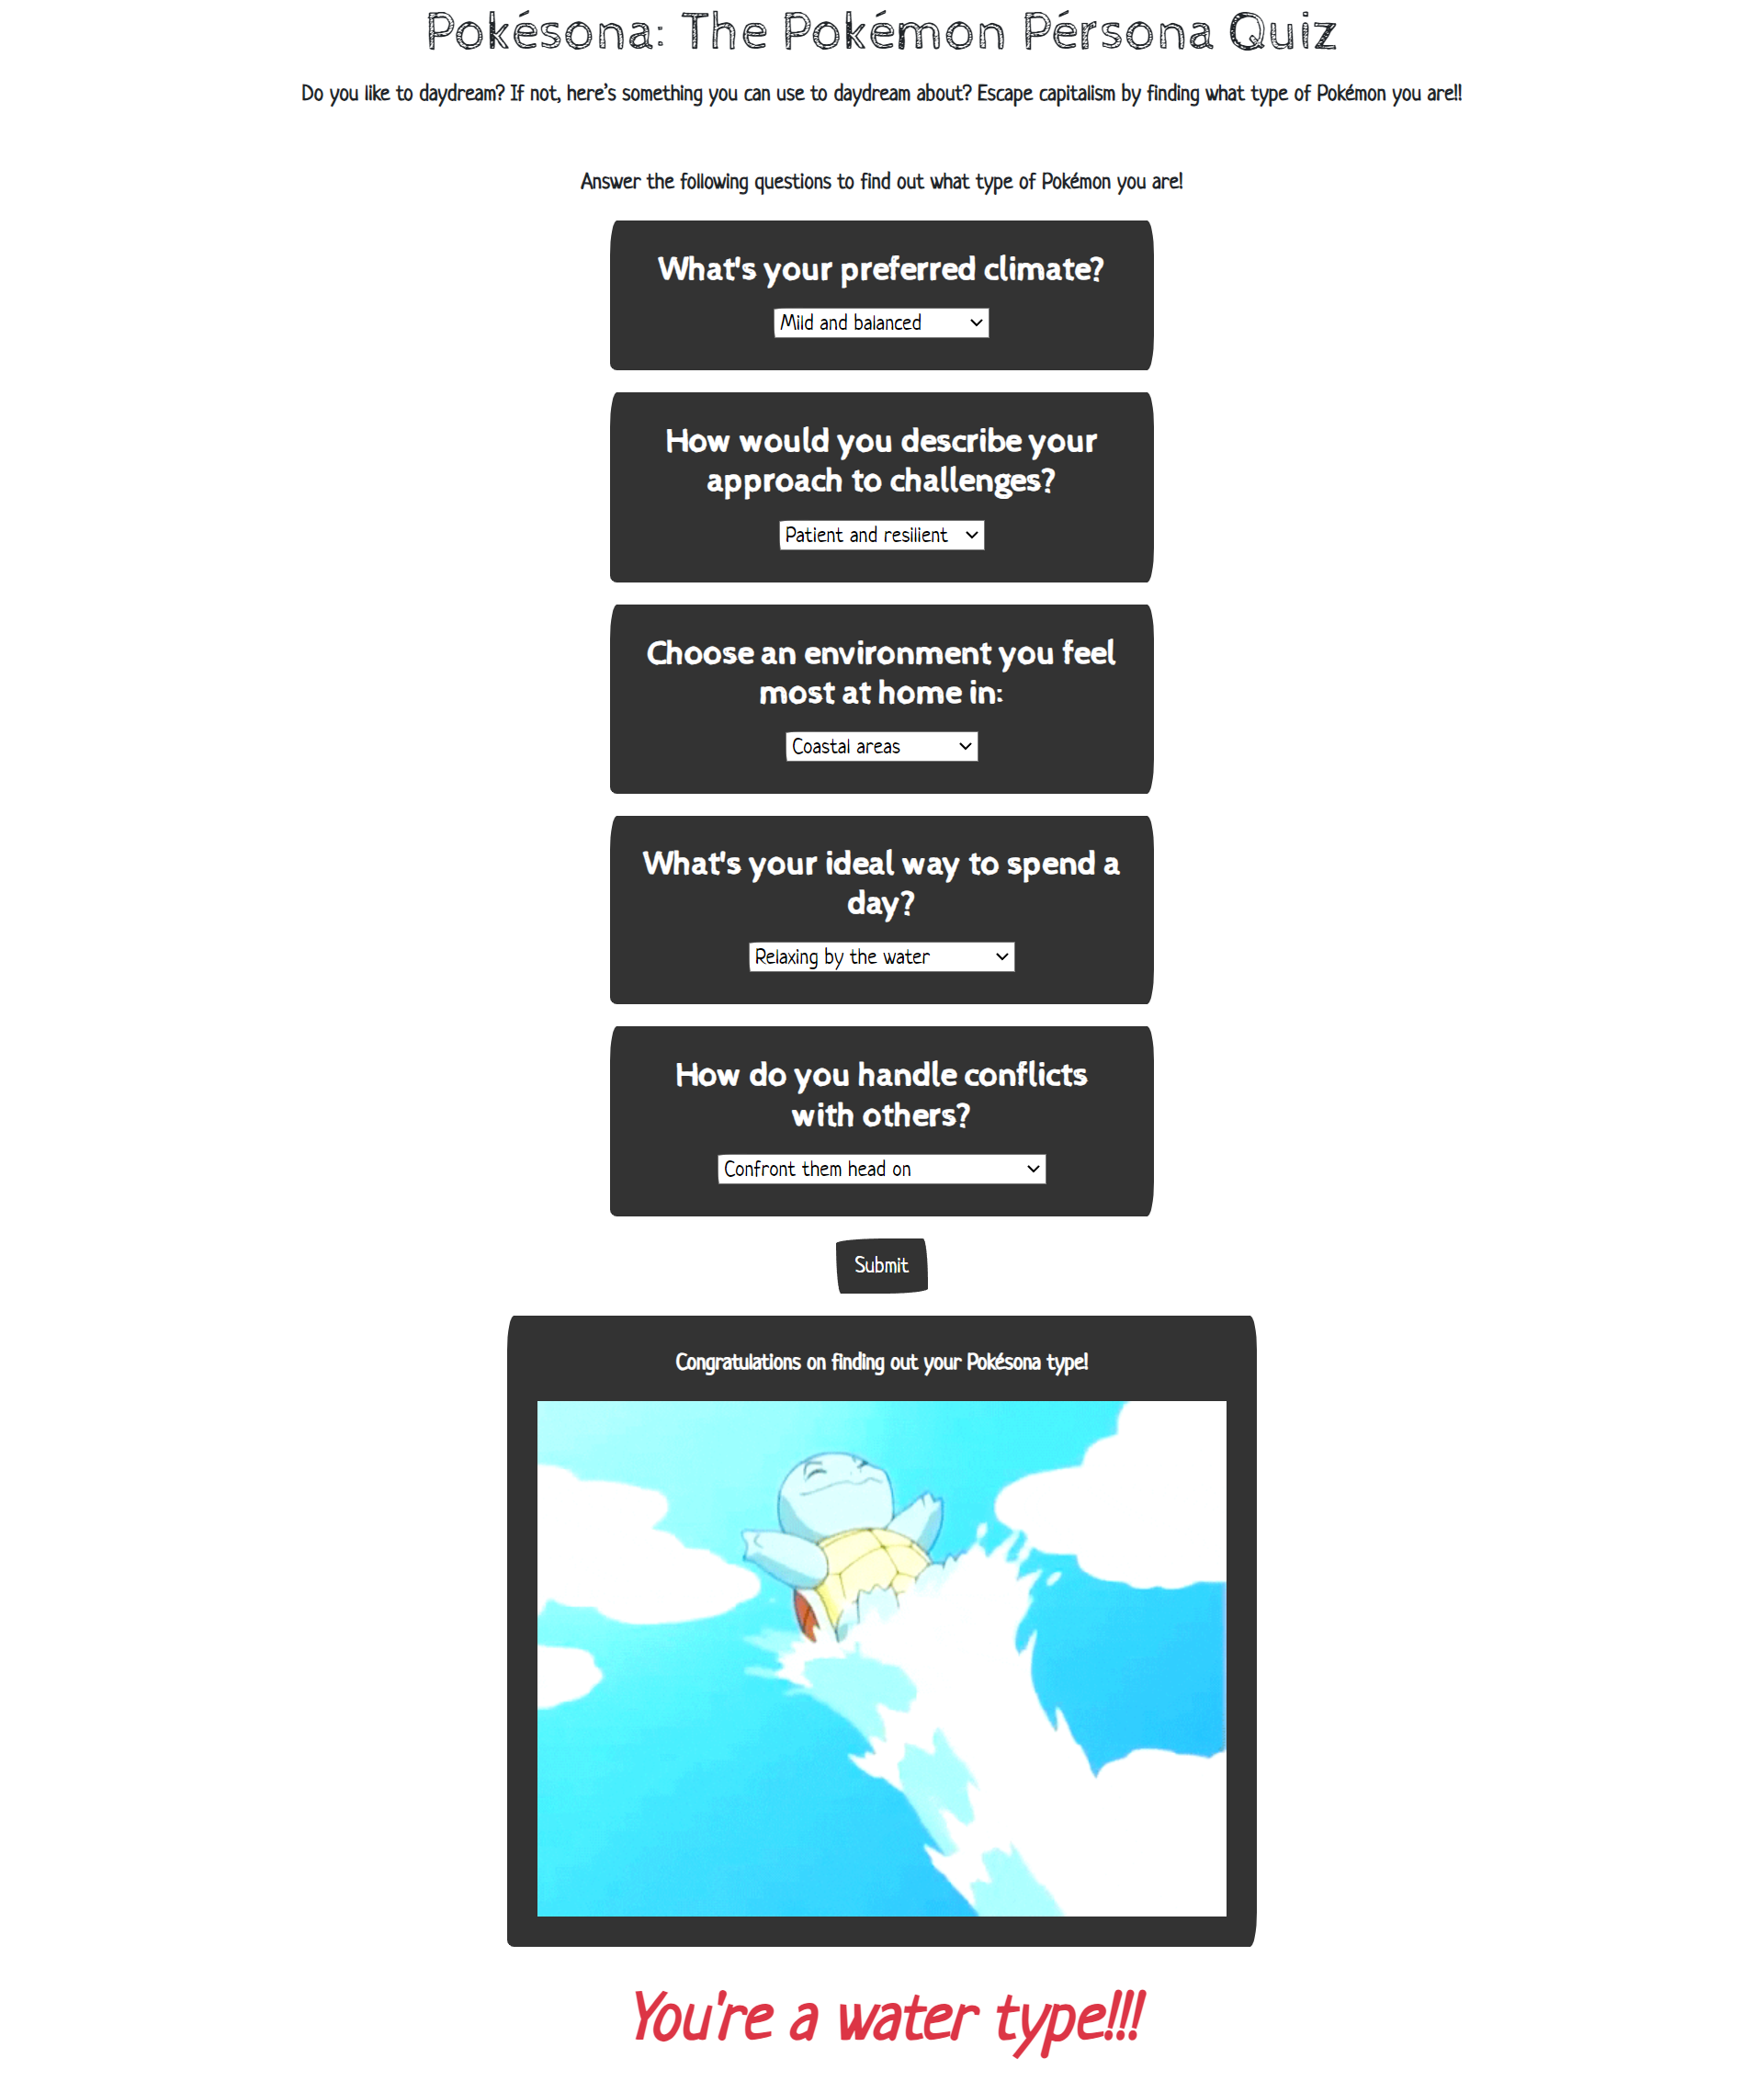 Pokésona: The Pokémon Pérsona Quiz
Do you like to daydream? If not, here’s something you can use to daydream about? Escape capitalism by finding what type of Pokémon you are!!
Answer the following questions to find out what type of Pokémon you are!
What's your preferred climate?
Mild and balanced
How would you describe your
approach to challenges?
Patient and resilient
Choose an environment you feel
most at home in:
Coastal areas
What's your ideal way to spend a
day?
Relaxing by the water
How do you handle conflicts
with others?
Confront them head on
Submit
Congratulations on finding out your Pokésona type!
You're a water type!!!